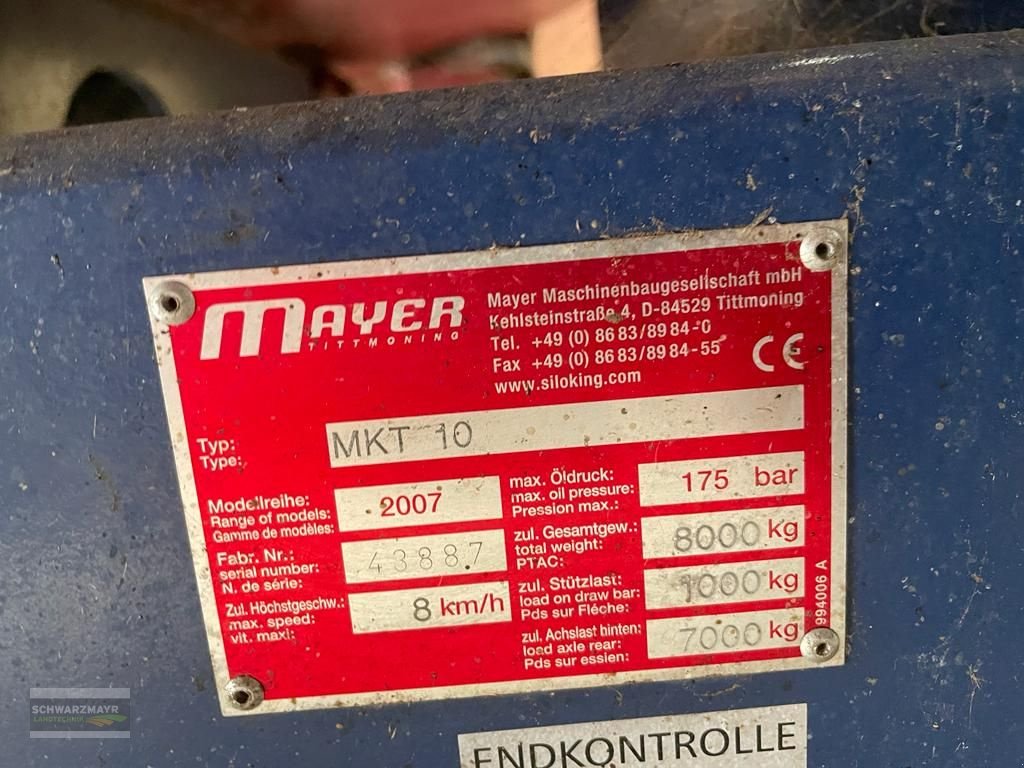 MAYER
TITTMONING
Mayer Maschinenbaugesellschaft mbH
Kehlsteinstraße 4, D-84529 Tittmoning
Tel. +49 (0) 86 83/89 84-0
Fax +49 (0) 86 83/89 84-55
www.siloking.com
CE
Typ:
Type:
MKT 10
Modellreihe:
Range of models:
Gamme de modèles:
2007
Fabr. Nr.:
serial number:
N. de série:
43887
Zul. Höchstgeschw.:
max. speed:
vit. maxi:
8 km/h
max. Öldruck:
max. oil pressure:
Pression max.:
175 bar
zul. Gesamtgew.:
total weight:
PTAC:
8000 kg
zul. Stützlast:
load on draw bar:
Pds sur Fléche:
1000 kg
zul. Achslast hinten:
load axle rear:
Pds sur essien:
7000 kg
994006 A
ENDKONTROLLE
SCHWARZMAYR
LANDTECHNIK